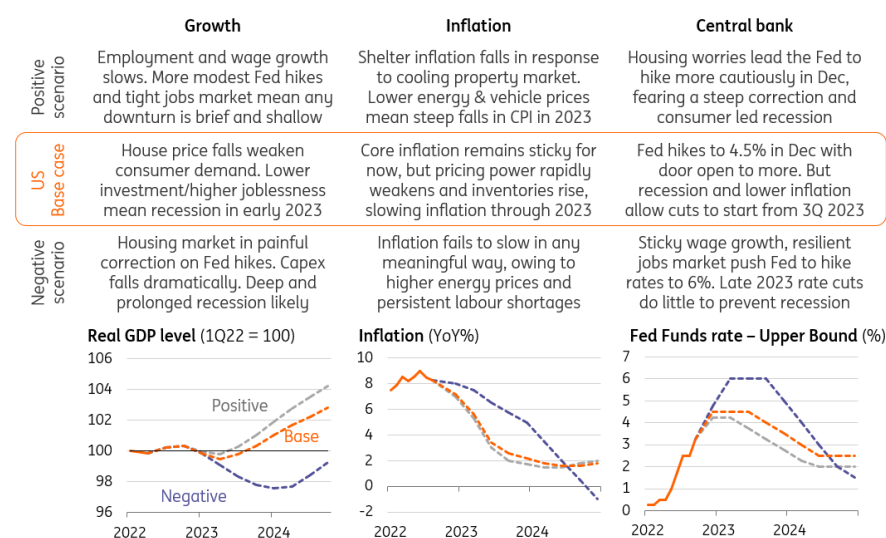 Growth
Inflation
Central bank
Positive
scenario
Employment and wage growth
slows. More modest Fed hikes
and tight jobs market mean any
downturn is brief and shallow
Shelter inflation falls in response
to cooling property market.
Lower energy & vehicle prices
mean steep falls in CPI in 2023
Housing worries lead the Fed to
hike more cautiously in Dec,
fearing a steep correction and
consumer led recession
US
Base case
House price falls weaken
consumer demand. Lower
investment/higher joblessness
mean recession in early 2023
Core inflation remains sticky for
now, but pricing power rapidly
weakens and inventories rise,
slowing inflation through 2023
Fed hikes to 4.5% in Dec with
door open to more. But
recession and lower inflation
allow cuts to start from 3Q 2023
Negative
scenario
Housing market in painful
correction on Fed hikes. Capex
falls dramatically. Deep and
prolonged recession likely
Inflation fails to slow in any
meaningful way, owing to
higher energy prices and
persistent labour shortages
Sticky wage growth, resilient
jobs market push Fed to hike
rates to 6%. Late 2023 rate cuts
do little to prevent recession
Real GDP level (1Q22 = 100)
106
104
102
100
98
96
Positive
Base
Negative
2022
2023
2024
Inflation (YoY%)
10
8
6
4
2
0
-2
2022
2023
2024
Fed Funds rate – Upper Bound (%)
7
6
5
4
3
2
1
0
2022
2023
2024